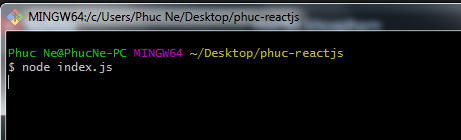 MINGW64:/c/Users/Phuc Ne/Desktop/phuc-reactjs
Phuc Ne@PhucNe-PC MINGW64 ~/Desktop/phuc-reactjs
$ node index.js